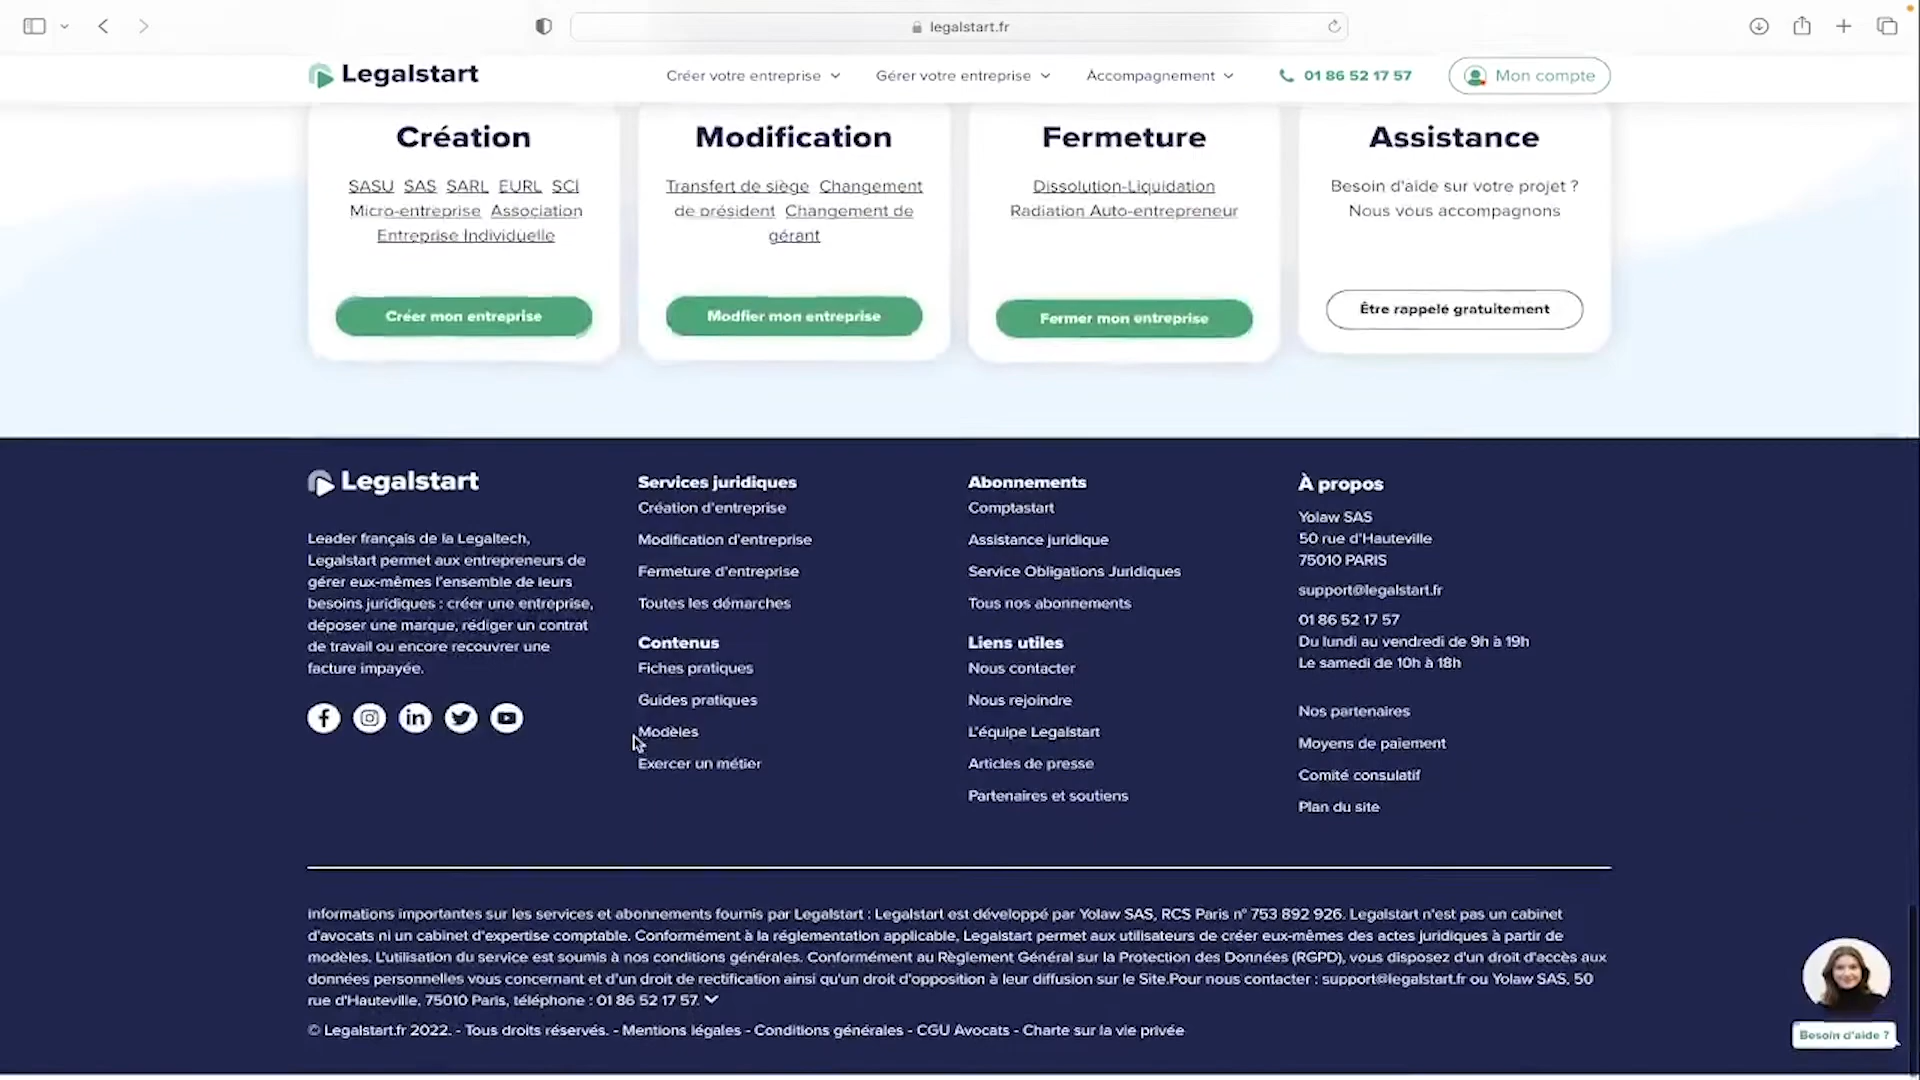 legalstart.fr
Legalstart
Créer votre entreprise
Gérer votre entreprise
Accompagnement
01 86 52 17 57
Mon compte
Création
SASU SAS SARL EURL SCI
Micro-entreprise Association
Entreprise Individuelle
Créer mon entreprise
Modification
Transfert de siège Changement
de président Changement de
gérant
Modfier mon entreprise
Fermeture
Dissolution-Liquidation
Radiation Auto-entrepreneur
Fermer mon entreprise
Assistance
Besoin d'aide sur votre projet ?
Nous vous accompagnons
Être rappelé gratuitement
Legalstart
Leader français de la Legaltech,
Legalstart permet aux entrepreneurs de
gérer eux-mêmes l'ensemble de leurs
besoins juridiques : créer une entreprise,
déposer une marque, rédiger un contrat
de travail ou encore recouvrer une
facture impayée.
Services juridiques
Création d'entreprise
Modification d'entreprise
Fermeture d'entreprise
Toutes les démarches
Contenus
Fiches pratiques
Guides pratiques
Modèles
Exercer un métier
Abonnements
Comptastart
Assistance juridique
Service Obligations Juridiques
Tous nos abonnements
Liens utiles
Nous contacter
Nous rejoindre
L'équipe Legalstart
Articles de presse
Partenaires et soutiens
À propos
Yolaw SAS
50 rue d'Hauteville
75010 PARIS
support@legalstart.fr
01 86 52 17 57
Du lundi au vendredi de 9h à 19h
Le samedi de 10h à 18h
Nos partenaires
Moyens de paiement
Comité consulatif
Plan du site
Informations importantes sur les services et abonnements fournis par Legalstart : Legalstart est développé par Yolaw SAS, RCS Paris n° 753 892 926. Legalstart n'est pas un cabinet
d'avocats ni un cabinet d'expertise comptable. Conformément à la réglementation applicable, Legalstart permet aux utilisateurs de créer eux-mêmes des actes juridiques à partir de
modèles. L'utilisation du service est soumis à nos conditions générales. Conformément au Règlement Général sur la Protection des Données (RGPD), vous disposez d'un droit d'accès aux
données personnelles vous concernant et d'un droit de rectification ainsi qu'un droit d'opposition à leur diffusion sur le Site.Pour nous contacter : support@legalstart.fr ou Yolaw SAS, 50
rue d'Hauteville, 75010 Paris, téléphone : 01 86 52 17 57.
© Legalstart.fr 2022. - Tous droits réservés. - Mentions légales - Conditions générales - CGU Avocats - Charte sur la vie privée
Besoin d'aide ?